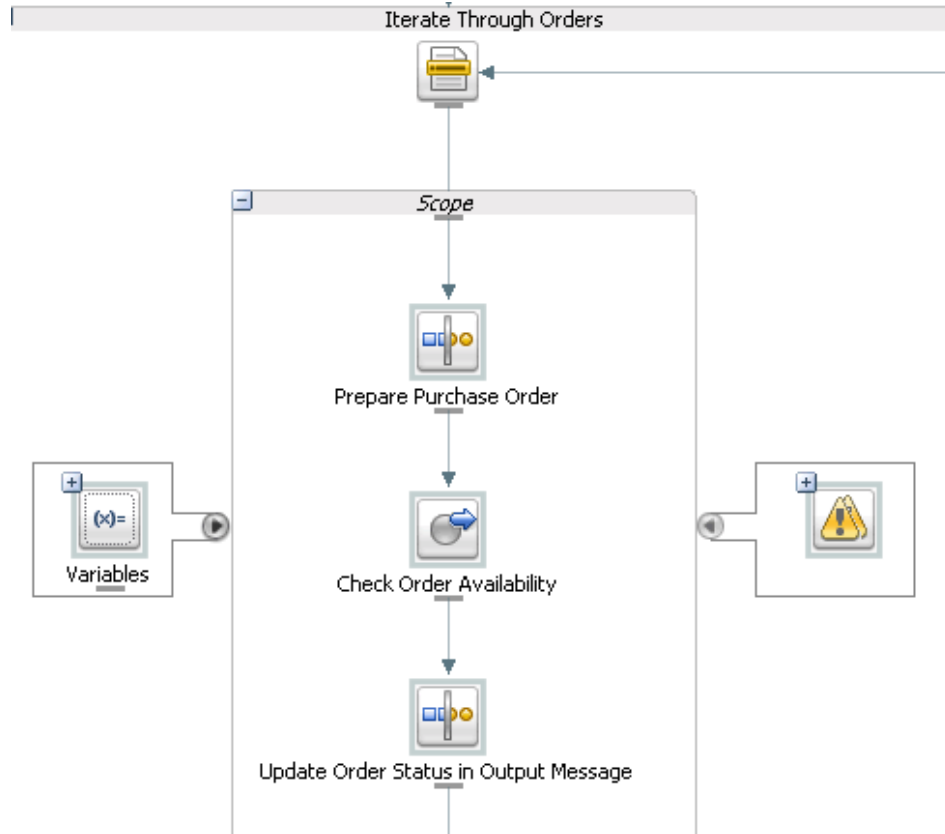 Iterate Through Orders
Scope
Prepare Purchase Order
(x)=
Variables
Check Order Availability
Update Order Status in Output Message